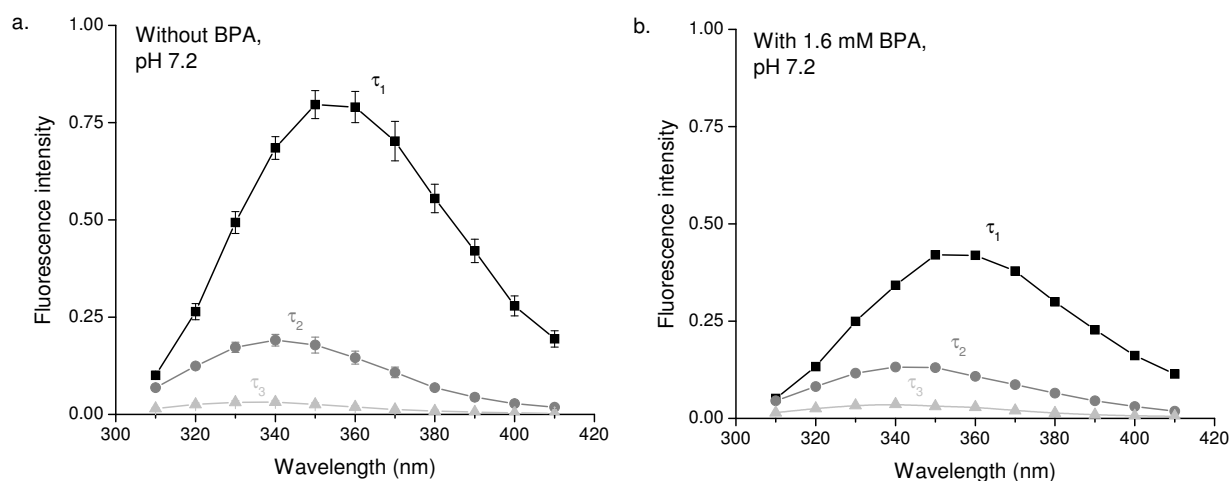 a.
Without BPA,
pH 7.2
τ1
τ2
τ3
1.00
0.75
0.50
0.25
0.00
300 320 340 360 380 400 420
Fluorescence intensity
Wavelength (nm)
b.
With 1.6 mM BPA,
pH 7.2
τ1
τ2
τ3
1.00
0.75
0.50
0.25
0.00
300 320 340 360 380 400 420
Fluorescence intensity
Wavelength (nm)